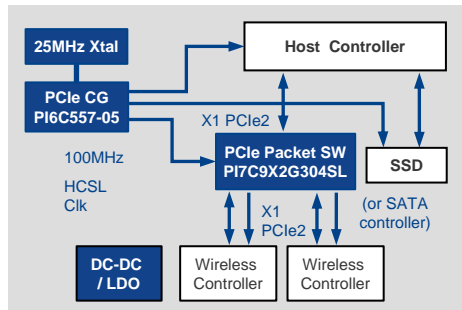 25MHz Xtal
Host Controller
PCIe CG
PI6C557-05
X1 PCIe2
100MHz
HCSL
Clk
PCIe Packet SW
PI7C9X2G304SL
SSD
(or SATA
controller)
X1
PCIe2
DC-DC
/ LDO
Wireless
Controller
Wireless
Controller